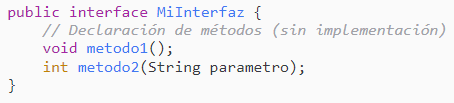 public interface MiInterfaz {
    // Declaración de métodos (sin implementación)
    void metodo1();
    int metodo2(String parametro);
}